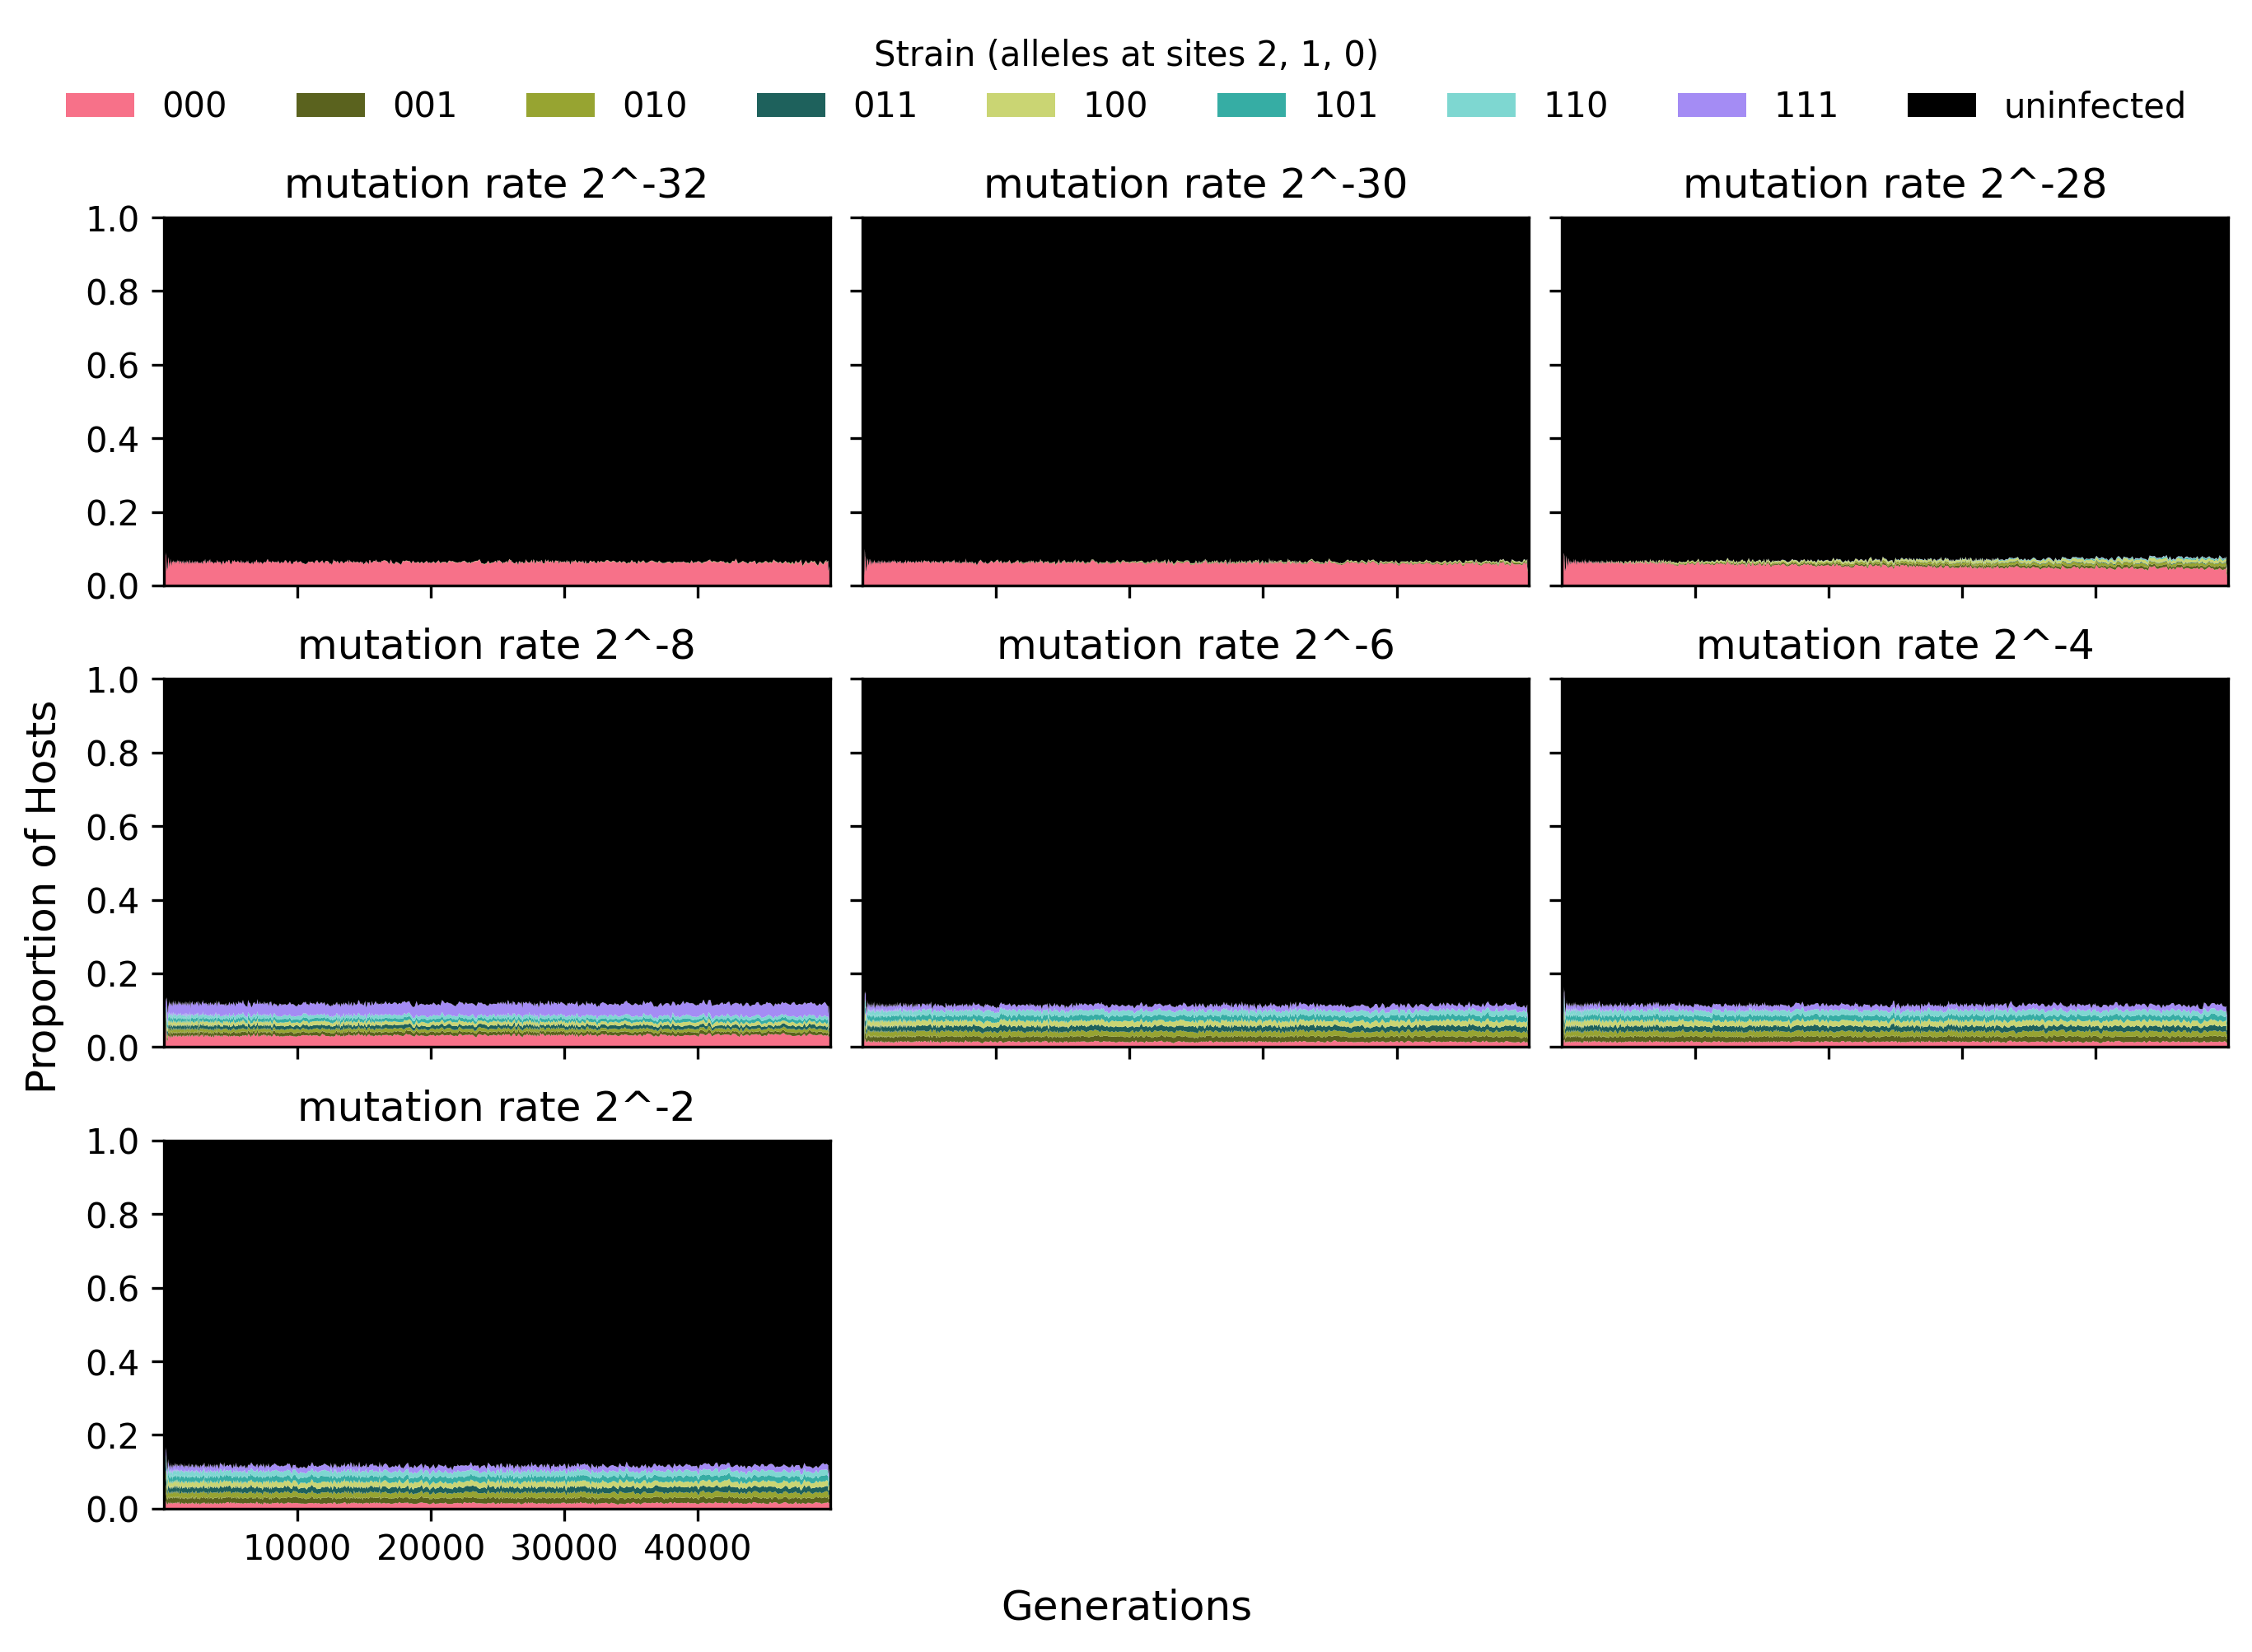 Strain (alleles at sites 2, 1, 0)
000 001 010 011 100 101 110 111 uninfected
mutation rate 2^-32 mutation rate 2^-30 mutation rate 2^-28
1.0
0.8
0.6
0.4
0.2
0.0
mutation rate 2^-8 mutation rate 2^-6 mutation rate 2^-4
1.0
0.8
0.6
0.4
0.2
0.0
Proportion of Hosts
mutation rate 2^-2
1.0
0.8
0.6
0.4
0.2
0.0
10000 20000 30000 40000
Generations